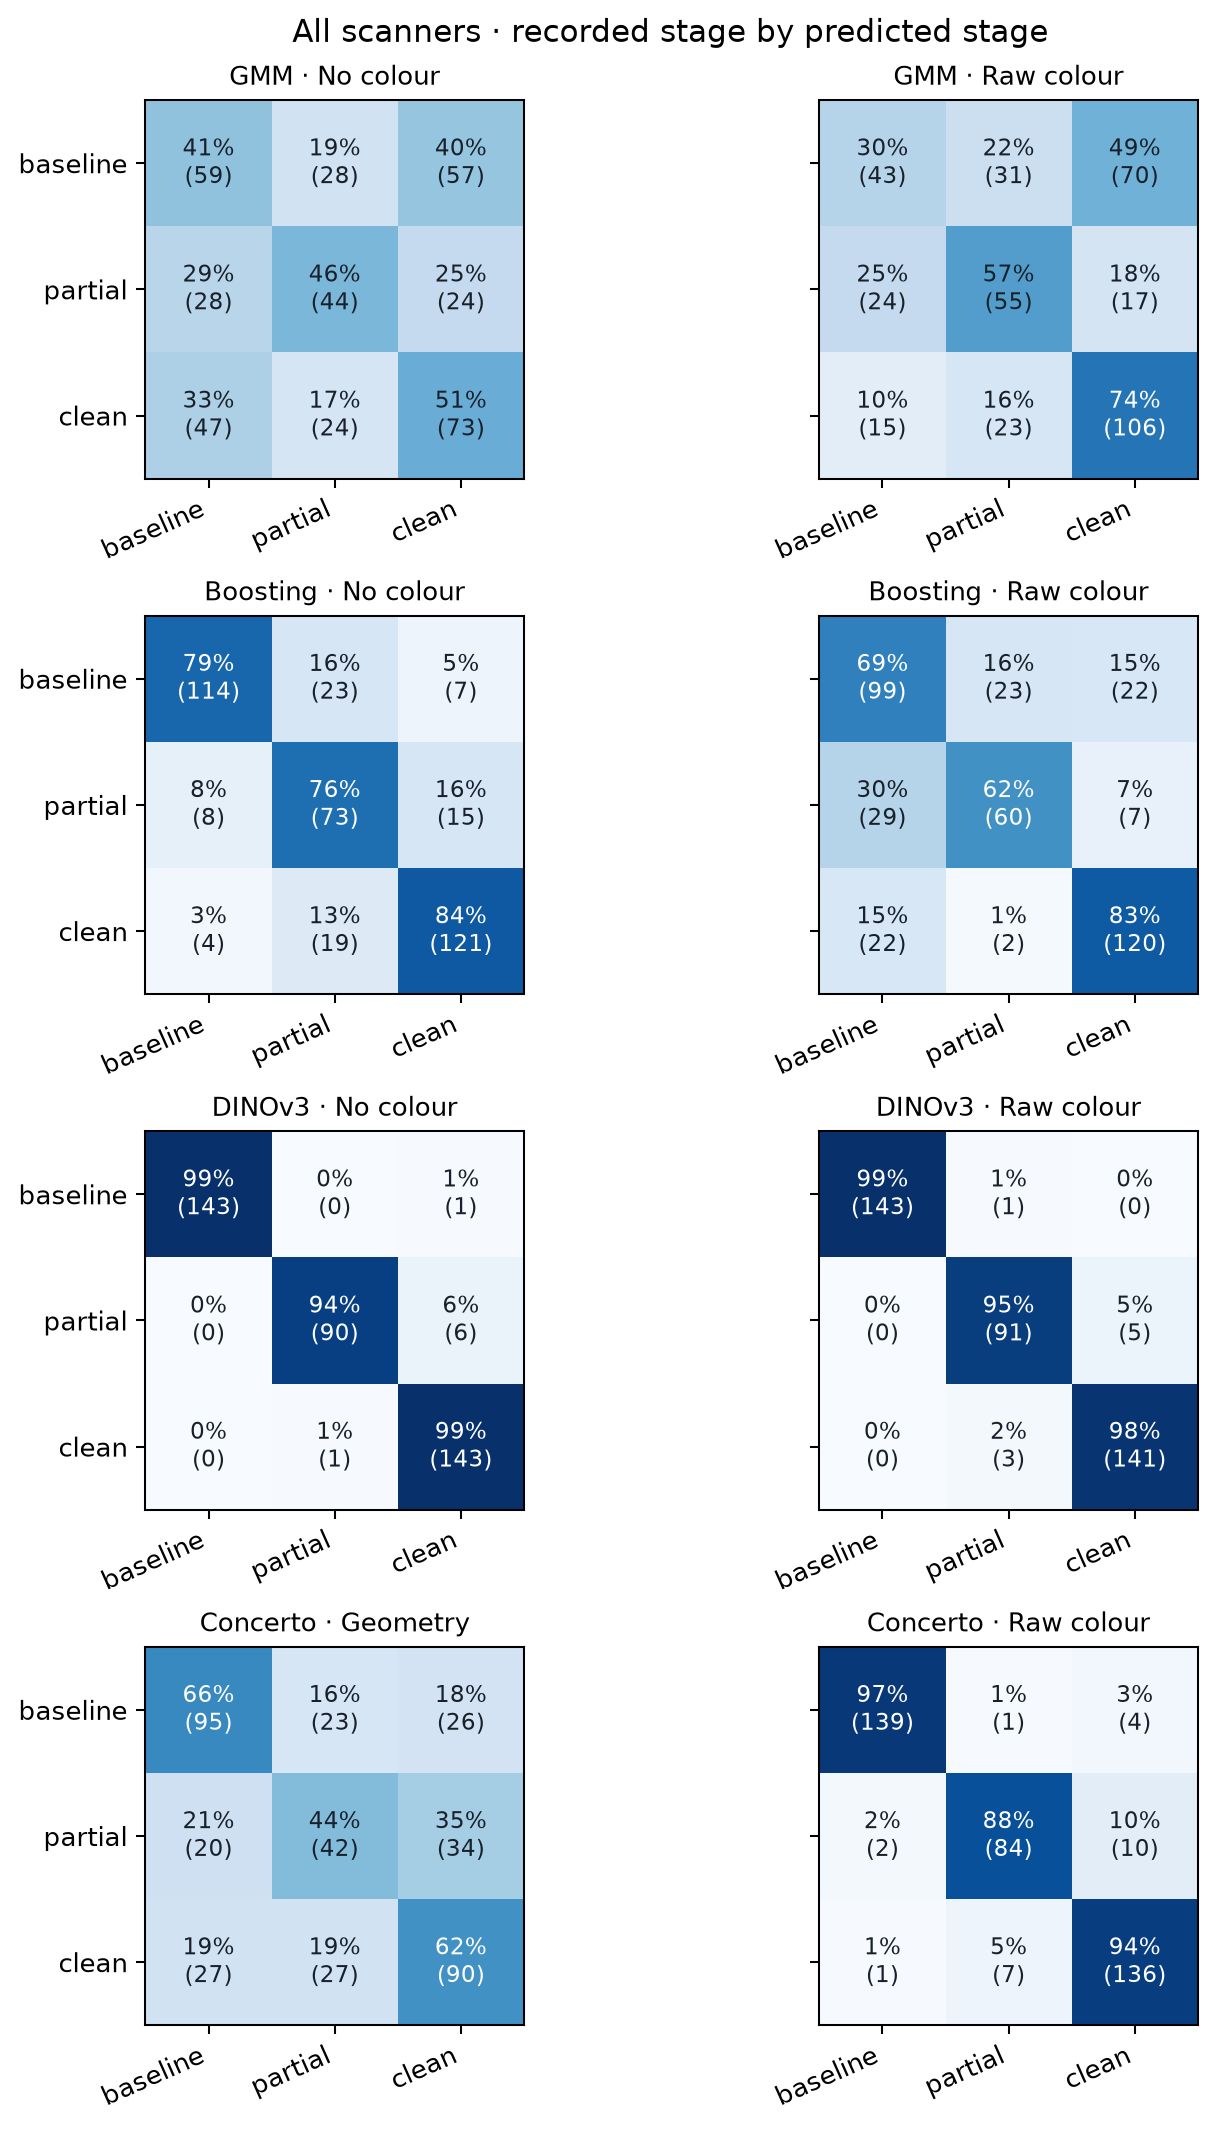 All scanners · recorded stage by predicted stage
GMM · No colour
GMM · Raw colour
baseline
41% 19% 40%
(59) (28) (57)
30% 22% 49%
(43) (31) (70)
partial
29% 46% 25%
(28) (44) (24)
25% 57% 18%
(24) (55) (17)
clean
33% 17% 51%
(47) (24) (73)
10% 16% 74%
(15) (23) (106)
baseline partial clean
baseline partial clean
Boosting · No colour
Boosting · Raw colour
baseline
79% 16% 5%
(114) (23) (7)
69% 16% 15%
(99) (23) (22)
partial
8% 76% 16%
(8) (73) (15)
30% 62% 7%
(29) (60) (7)
clean
3% 13% 84%
(4) (19) (121)
15% 1% 83%
(22) (2) (120)
baseline partial clean
baseline partial clean
DINOv3 · No colour
DINOv3 · Raw colour
baseline
99% 0% 1%
(143) (0) (1)
99% 1% 0%
(143) (1) (0)
partial
0% 94% 6%
(0) (90) (6)
0% 95% 5%
(0) (91) (5)
clean
0% 1% 99%
(0) (1) (143)
0% 2% 98%
(0) (3) (141)
baseline partial clean
baseline partial clean
Concerto · Geometry
Concerto · Raw colour
baseline
66% 16% 18%
(95) (23) (26)
97% 1% 3%
(139) (1) (4)
partial
21% 44% 35%
(20) (42) (34)
2% 88% 10%
(2) (84) (10)
clean
19% 19% 62%
(27) (27) (90)
1% 5% 94%
(1) (7) (136)
baseline partial clean
baseline partial clean